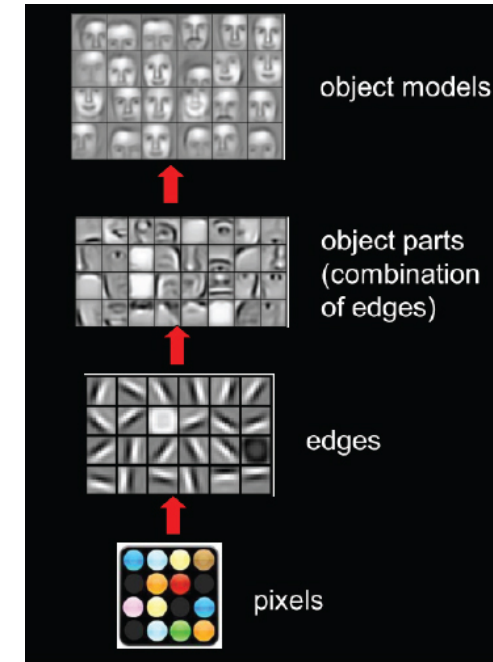 object models
object parts
(combination
of edges)
edges
pixels